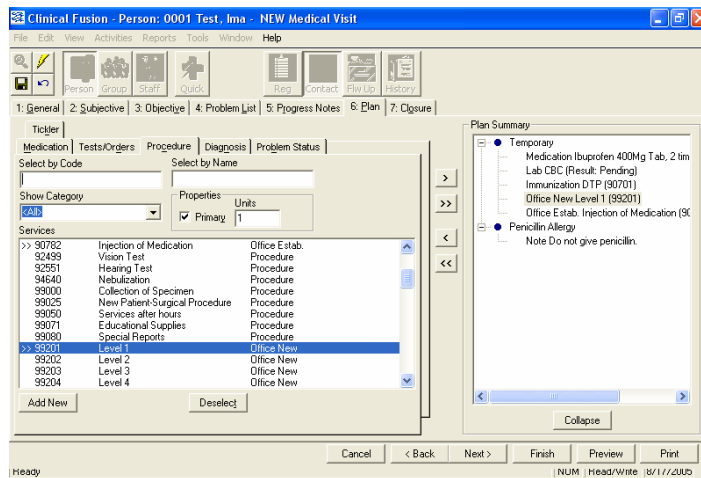 Clinical Fusion - Person: 0001 Test, Ima - NEW Medical Visit
File Edit View Activities Reports Tools Window Help
Person Group Staff Quick Reg Contact Flw Up History
1: General 2: Subjective 3: Objective 4: Problem List 5: Progress Notes 6: Plan 7: Closure
Tickler
Medication Tests/Orders Procedure Diagnosis Problem Status
Select by Code Select by Name
Show Category
<All>
Properties
Primary
Units
1
Services
>> 90782 Injection of Medication Office Estab.
92499 Vision Test Procedure
92551 Hearing Test Procedure
94640 Nebulization Procedure
99000 Collection of Specimen Procedure
99025 New Patient-Surgical Procedure Procedure
99050 Services after hours Procedure
99071 Educational Supplies Procedure
99080 Special Reports Procedure
>> 99201 Level 1 Office New
99202 Level 2 Office New
99203 Level 3 Office New
99204 Level 4 Office New
Add New Deselect
>
>>
<
<<
Plan Summary
Temporary
Medication Ibuprofen 400Mg Tab, 2 tim
Lab CBC (Result: Pending)
Immunization DTP (90701)
Office New Level 1 (99201)
Office Estab. Injection of Medication (90
Penicillin Allergy
Note Do not give penicillin.
Collapse
Cancel < Back Next > Finish Preview Print
Ready NUM Read/Write 8/17/2005